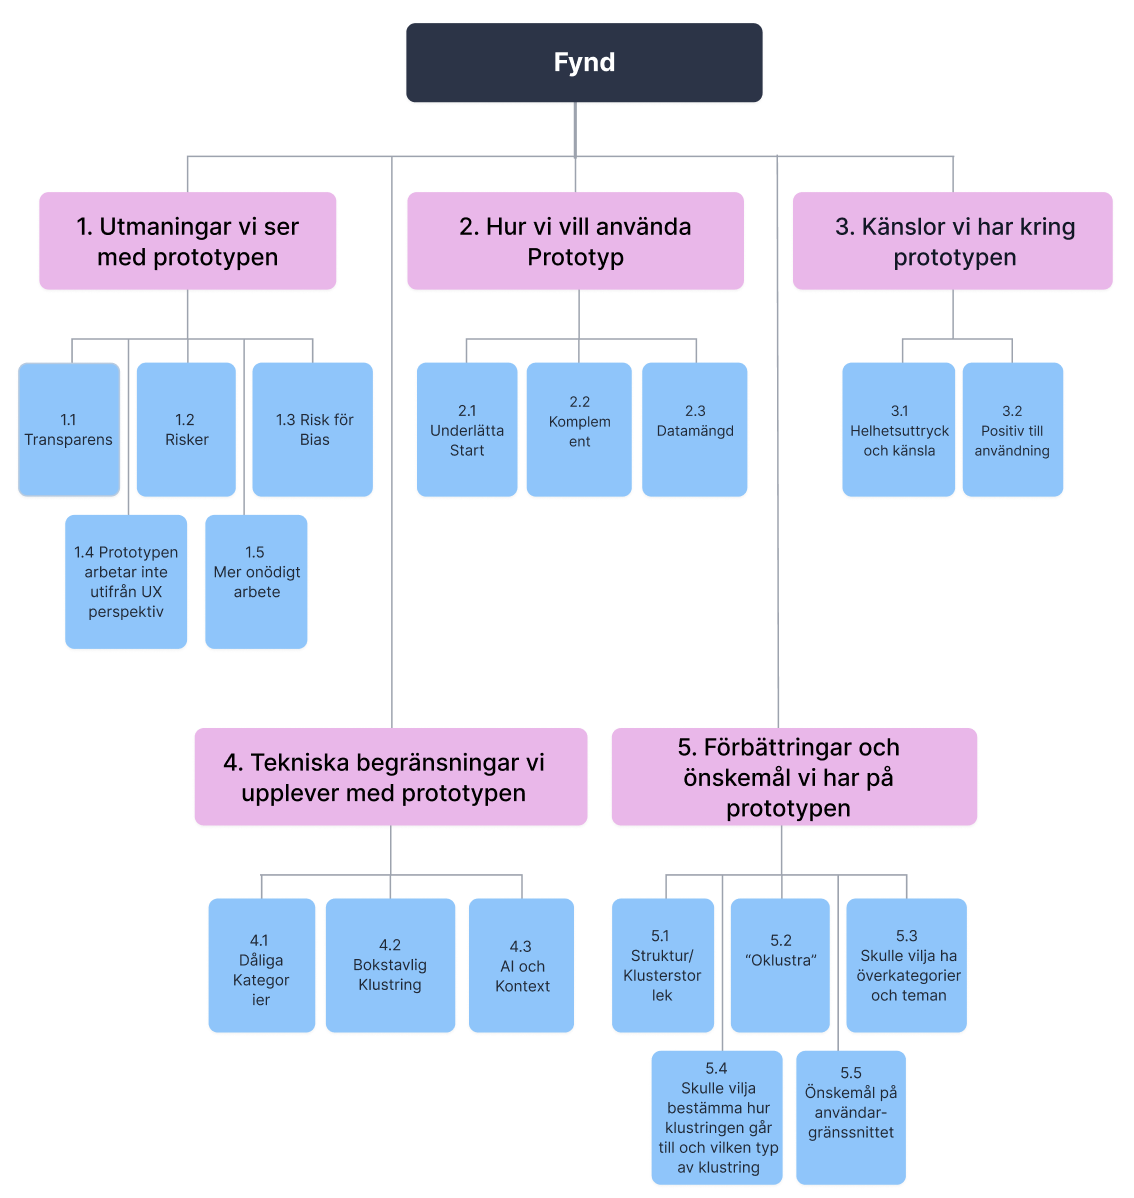 Fynd
1. Utmaningar vi ser
med prototypen
2. Hur vi vill använda
Prototyp
3. Känslor vi har kring
prototypen
1.1
Transparens
1.2
Risker
1.3 Risk för
Bias
2.1
Underlätta
Start
2.2
Komplem
ent
2.3
Datamängd
3.1
Helhetsuttryck
och känsla
3.2
Positiv till
användning
1.4 Prototypen
arbetar inte
utifrån UX
perspektiv
1.5
Mer onödigt
arbete
4. Tekniska begränsningar vi
upplever med prototypen
5. Förbättringar och
önskemål vi har på
prototypen
4.1
Dåliga
Kategor
ier
4.2
Bokstavlig
Klustring
4.3
AI och
Kontext
5.1
Struktur/
Klusterstor
lek
5.2
“Oklustra”
5.3
Skulle vilja ha
överkategorier
och teman
5.4
Skulle vilja
bestämma hur
klustringen går
till och vilken typ
av klustring
5.5
Önskemål på
användar-
gränssnittet